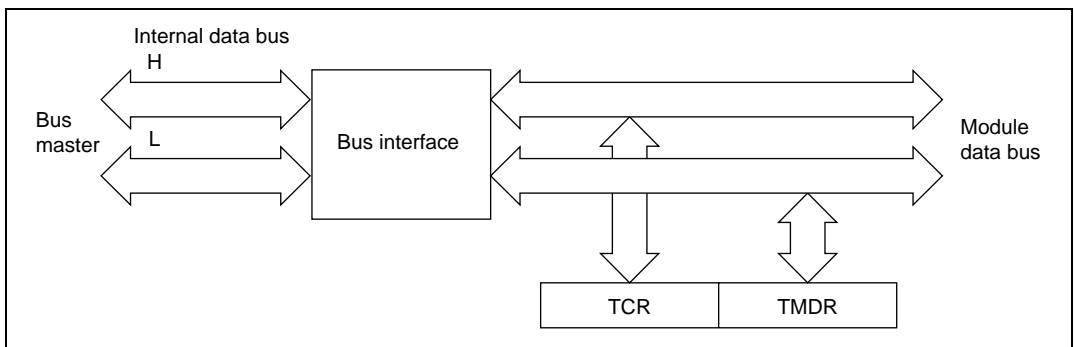 Internal data bus
H
Bus
master
L
Bus interface
Module
data bus
TCR
TMDR